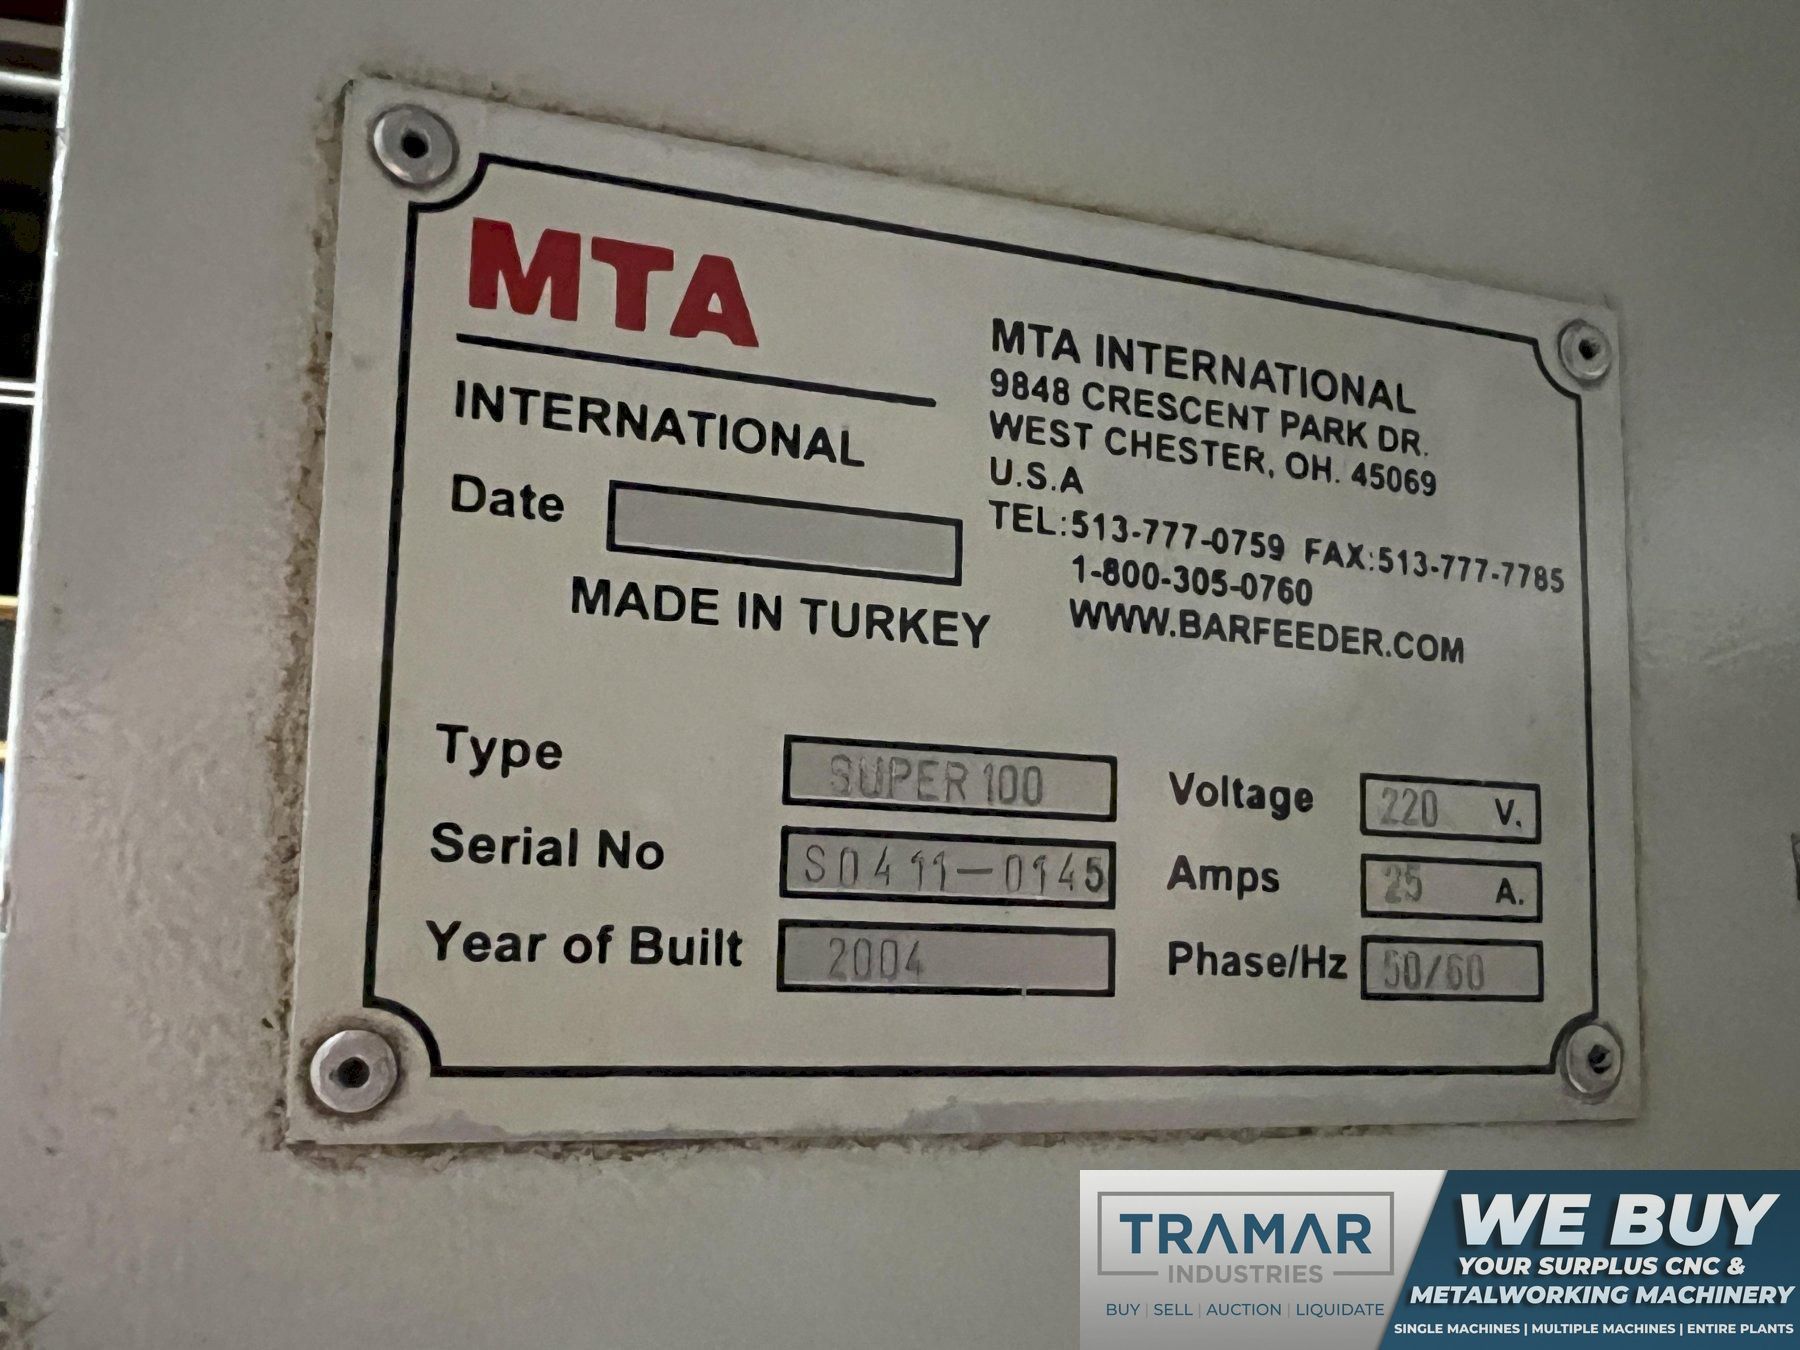 MTA
INTERNATIONAL
Date
MADE IN TURKEY
MTA INTERNATIONAL
9848 CRESCENT PARK DR.
WEST CHESTER, OH. 45069
U.S.A
TEL:513-777-0759 FAX:513-777-7785
1-800-305-0760
WWW.BARFEEDER.COM
Type SUPER 100
Serial No S0411-0145
Year of Built 2004
Voltage 220 V.
Amps 25 A.
Phase/Hz 50/60
TRAMAR
INDUSTRIES
BUY | SELL | AUCTION | LIQUIDATE
WE BUY
YOUR SURPLUS CNC &
METALWORKING MACHINERY
SINGLE MACHINES | MULTIPLE MACHINES | ENTIRE PLANTS